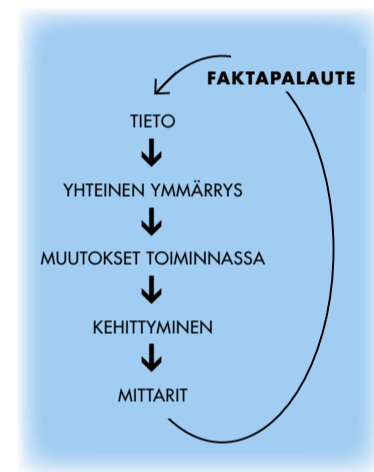 FAKTAPALAUTE
TIETO
YHTEINEN YMMÄRRYS
MUUTOKSET TOIMINNASSA
KEHITTYMINEN
MITTARIT